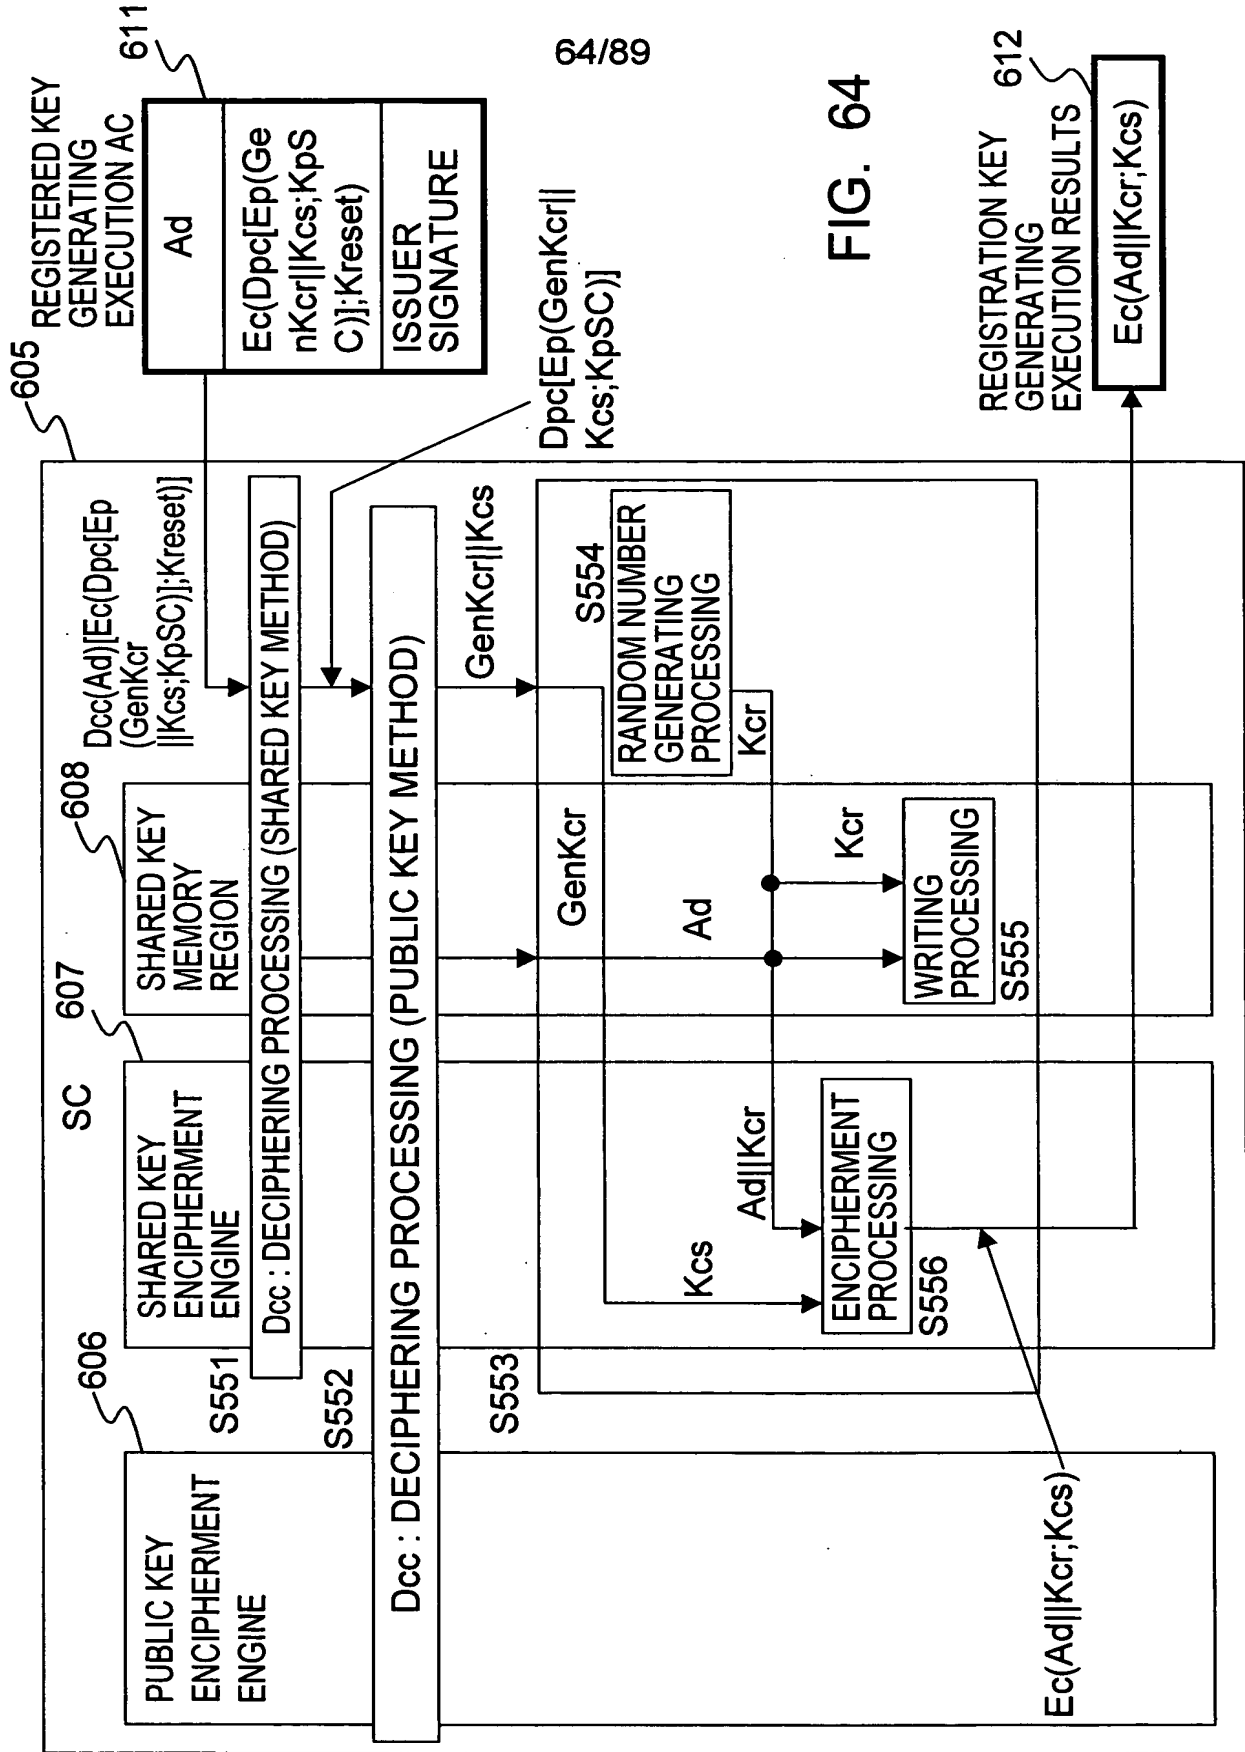 64/89
FIG. 64
605
SC
606
PUBLIC KEY
ENCIPHERMENT
ENGINE
607
SHARED KEY
ENCIPHERMENT
ENGINE
608
SHARED KEY
MEMORY
REGION
Dcc(Ad)[Ec(Dpc[Ep
(GenKcr
||Kcs;KpSC)];Kreset)]
REGISTERED KEY
GENERATING
EXECUTION AC
611
Ad
Ec(Dpc[Ep(Ge
nKcr||Kcs;KpS
C)];Kreset)
ISSUER
SIGNATURE
S551
Dcc : DECIPHERING PROCESSING (SHARED KEY METHOD)
Dpc[Ep(GenKcr||
Kcs;KpSC)]
S552
Dcc : DECIPHERING PROCESSING (PUBLIC KEY METHOD)
GenKcr||Kcs
S553
GenKcr
S554
RANDOM NUMBER
GENERATING
PROCESSING
Kcr
Kcs
Ad
Ad||Kcr
Kcr
ENCIPHERMENT
PROCESSING
S556
WRITING
PROCESSING
S555
Ec(Ad||Kcr;Kcs)
REGISTRATION KEY
GENERATING
EXECUTION RESULTS
612
Ec(Ad||Kcr;Kcs)